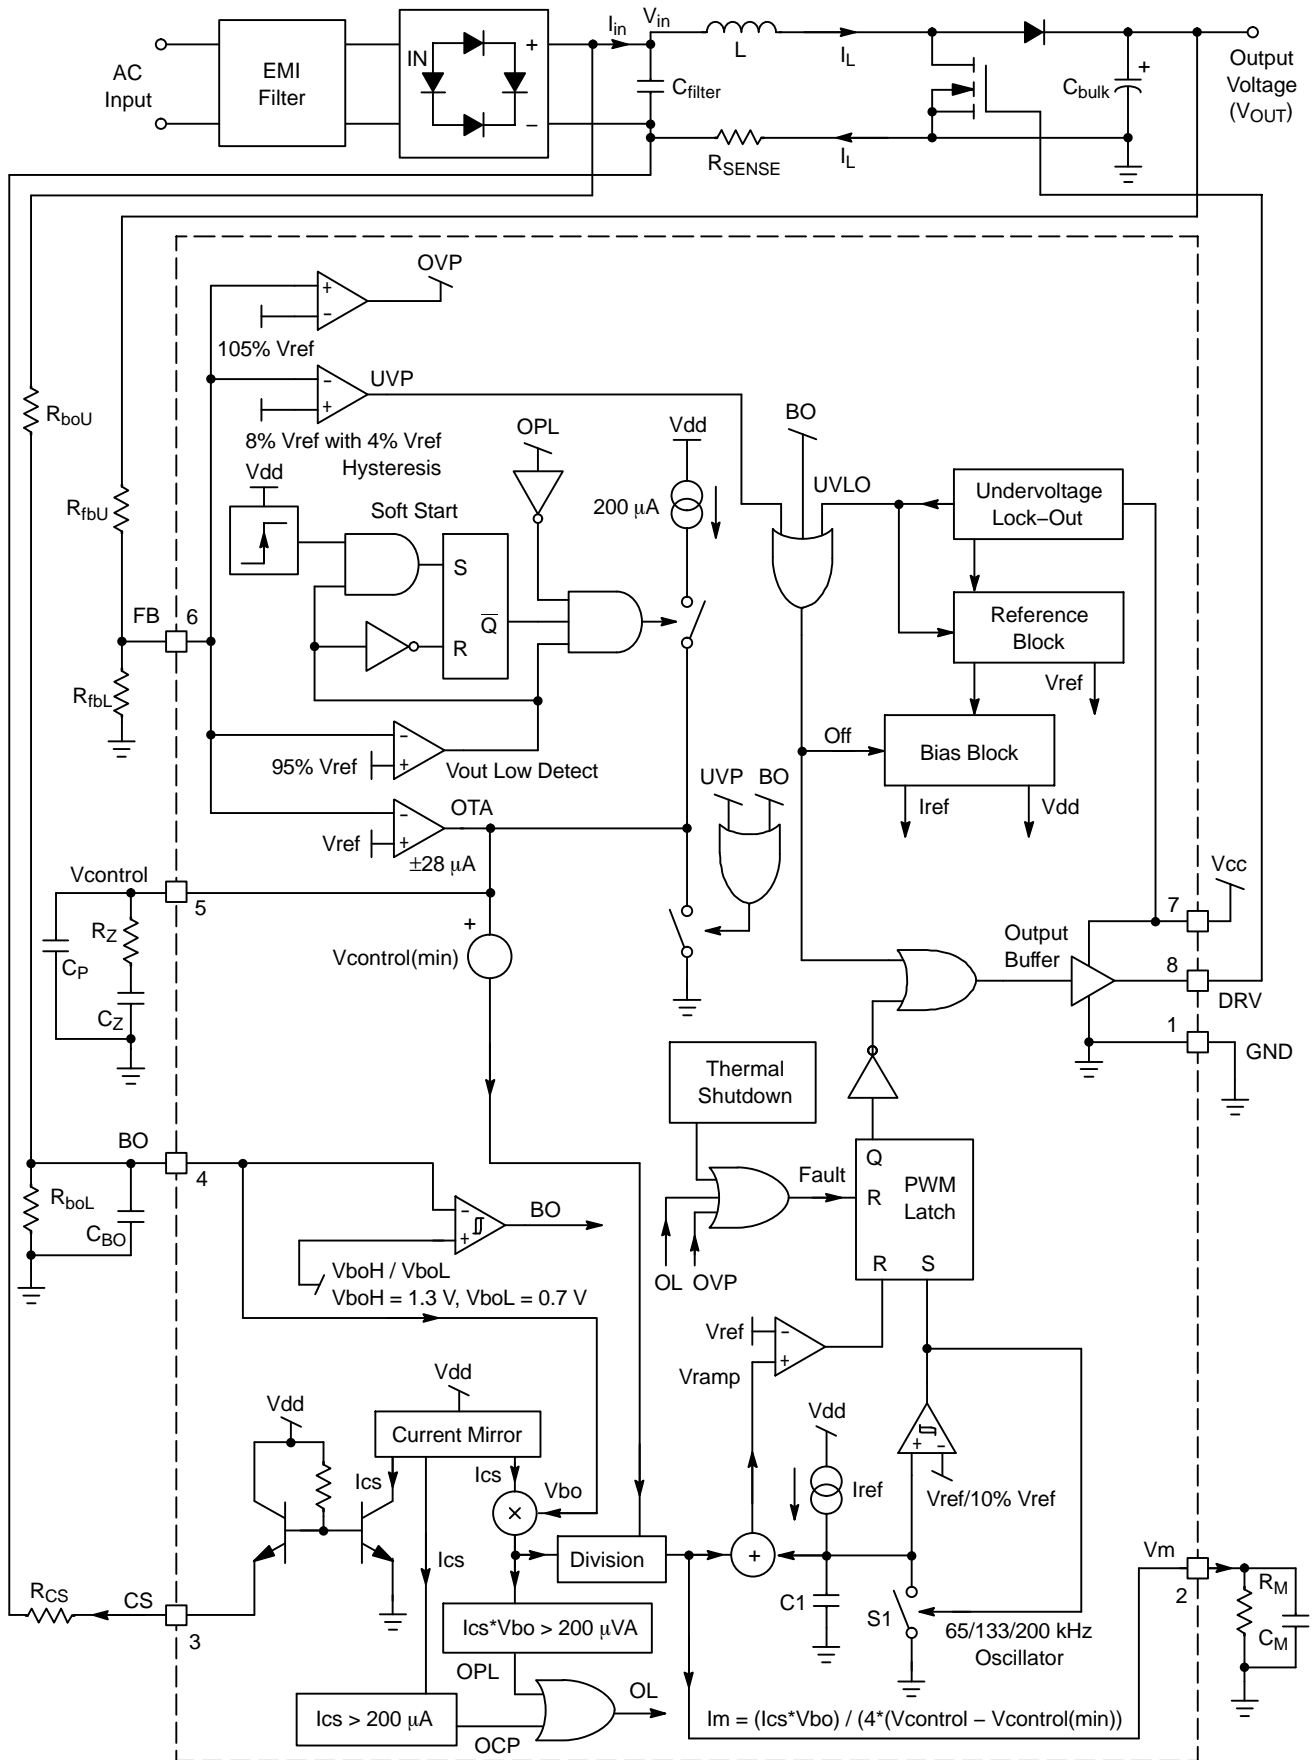 AC
Input
EMI
Filter
IN
+
−
Iin
Vin
L
IL
Cfilter
RSENSE
IL
Cbulk
+
Output
Voltage
(VOUT)
OVP
+
−
105% Vref
UVP
−
+
8% Vref with 4% Vref
Hysteresis
RboU
RfbU
Vdd
Soft Start
OPL
Vdd
200 μA
BO
UVLO
Undervoltage
Lock−Out
S
R
Q
FB
6
Reference
Block
Vref
RfbL
−
+
95% Vref
Vout Low Detect
Off
Bias Block
Iref
Vdd
UVP
BO
OTA
−
+
Vref
±28 μA
Vcontrol
5
RZ
CP
CZ
+
Vcontrol(min)
Vcc
7
Output
Buffer
8
DRV
1
GND
Thermal
Shutdown
BO
4
RboL
CBO
−
+
BO
VboH / VboL
VboH = 1.3 V, VboL = 0.7 V
Fault
OL
OVP
Q
R
PWM
Latch
R
S
Vref
−
+
Vramp
Vdd
Vdd
Current Mirror
Ics
Ics
Vbo
×
Ics
Vdd
Iref
+
−
Vref/10% Vref
Division
+
C1
S1
65/133/200 kHz
Oscillator
Vm
2
RM
CM
RCS
CS
3
Ics*Vbo > 200 μVA
OPL
Ics > 200 μA
OCP
OL
Im = (Ics*Vbo) / (4*(Vcontrol − Vcontrol(min))